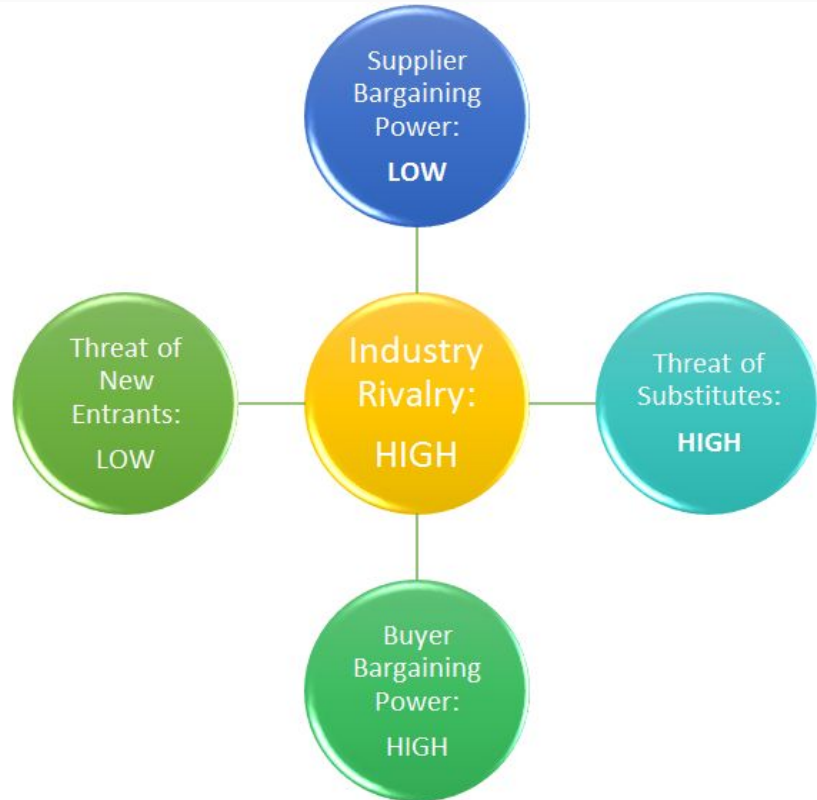 Supplier
Bargaining
Power:
LOW
Threat of
New
Entrants:
LOW
Industry
Rivalry:
HIGH
Threat of
Substitutes:
HIGH
Buyer
Bargaining
Power:
HIGH